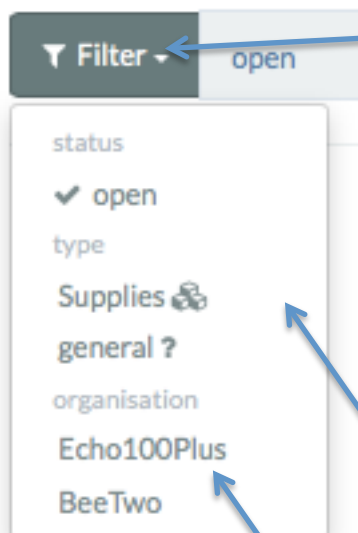 Filter open
status
open
type
Supplies
general ?
organisation
Echo100Plus
BeeTwo